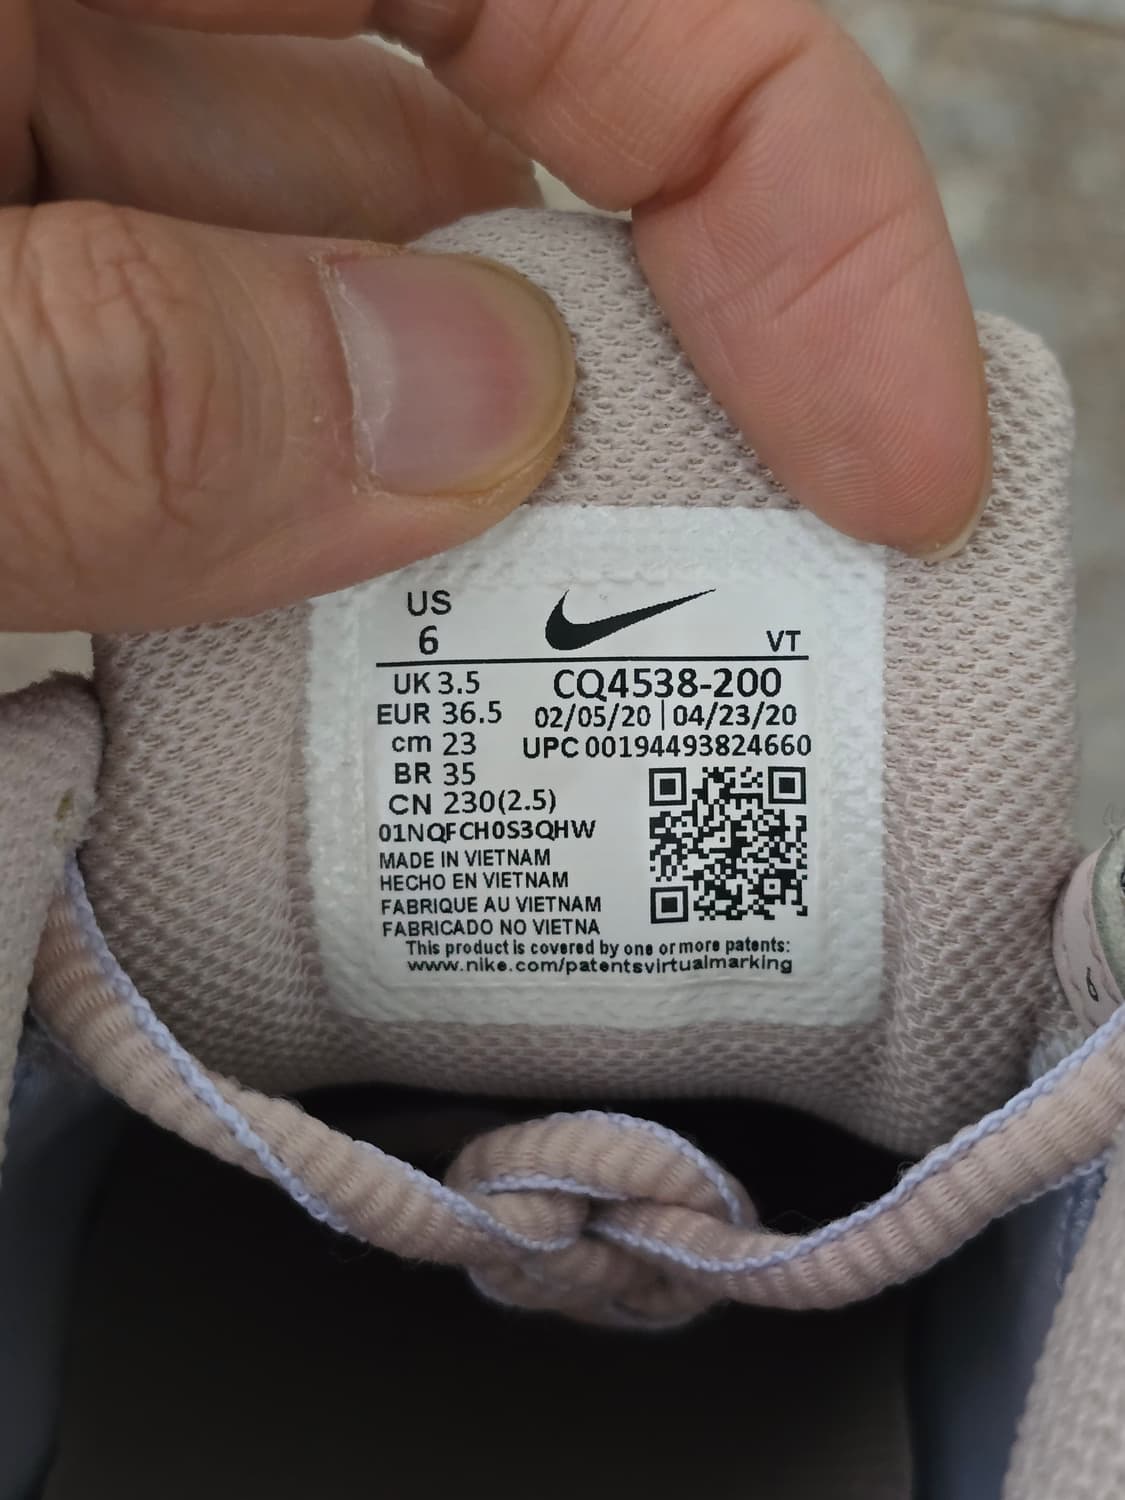 US
6
VT
UK 3.5
CQ4538-200
EUR 36.5
02/05/20 | 04/23/20
cm 23
UPC 00194493824660
BR 35
CN 230(2.5)
01NQFCH0S3QHW
MADE IN VIETNAM
HECHO EN VIETNAM
FABRIQUE AU VIETNAM
FABRICADO NO VIETNA
This product is covered by one or more patents:
www.nike.com/patentsvirtualmarking